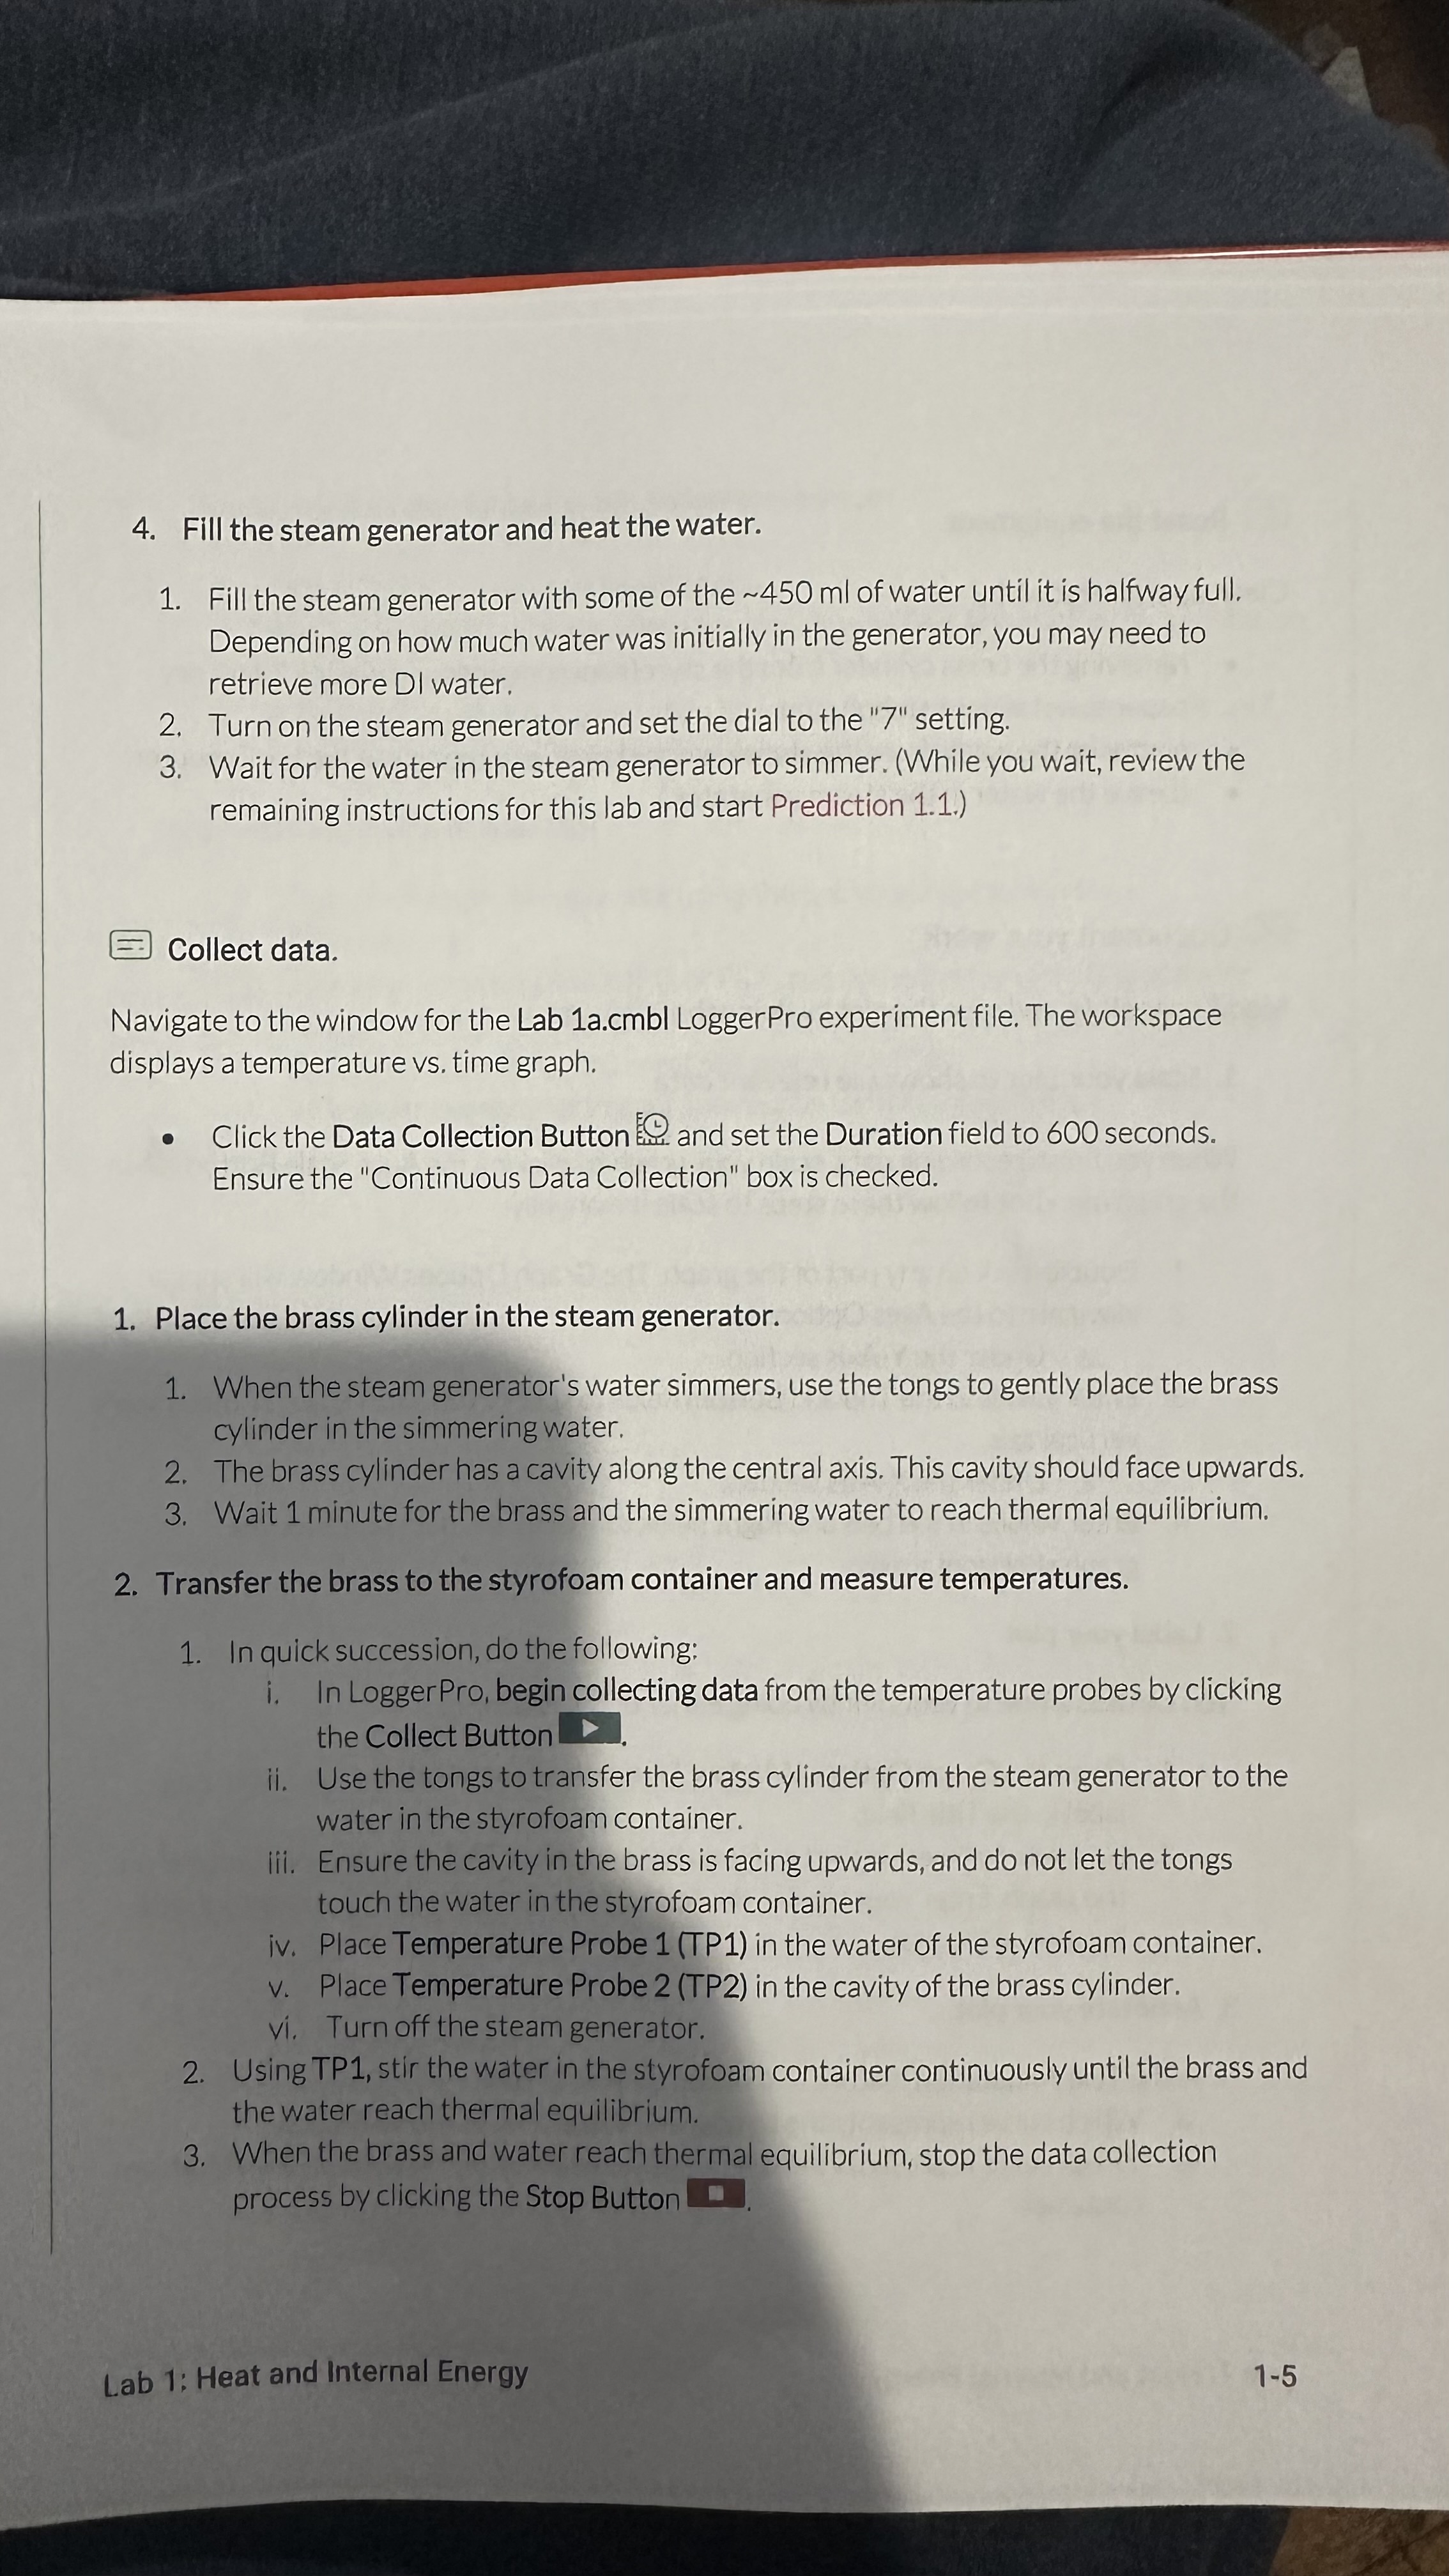 4. Fill the steam generator and heat the water.
1. Fill the steam generator with some of the ~450 ml of water until it is halfway full.
Depending on how much water was initially in the generator, you may need to
retrieve more DI water.
2. Turn on the steam generator and set the dial to the "7" setting.
3. Wait for the water in the steam generator to simmer. (While you wait, review the
remaining instructions for this lab and start Prediction 1.1.)
Collect data.
Navigate to the window for the Lab 1a.cmbl LoggerPro experiment file. The workspace
displays a temperature vs. time graph.
• Click the Data Collection Button and set the Duration field to 600 seconds.
Ensure the "Continuous Data Collection" box is checked.
1. Place the brass cylinder in the steam generator.
1. When the steam generator's water simmers, use the tongs to gently place the brass
cylinder in the simmering water.
2. The brass cylinder has a cavity along the central axis. This cavity should face upwards.
3. Wait 1 minute for the brass and the simmering water to reach thermal equilibrium.
2. Transfer the brass to the styrofoam container and measure temperatures.
1. In quick succession, do the following:
i. In LoggerPro, begin collecting data from the temperature probes by clicking
the Collect Button .
ii. Use the tongs to transfer the brass cylinder from the steam generator to the
water in the styrofoam container.
iii. Ensure the cavity in the brass is facing upwards, and do not let the tongs
touch the water in the styrofoam container.
iv. Place Temperature Probe 1 (TP1) in the water of the styrofoam container.
v. Place Temperature Probe 2 (TP2) in the cavity of the brass cylinder.
vi. Turn off the steam generator.
2. Using TP1, stir the water in the styrofoam container continuously until the brass and
the water reach thermal equilibrium.
3. When the brass and water reach thermal equilibrium, stop the data collection
process by clicking the Stop Button .
Lab 1: Heat and Internal Energy
1-5